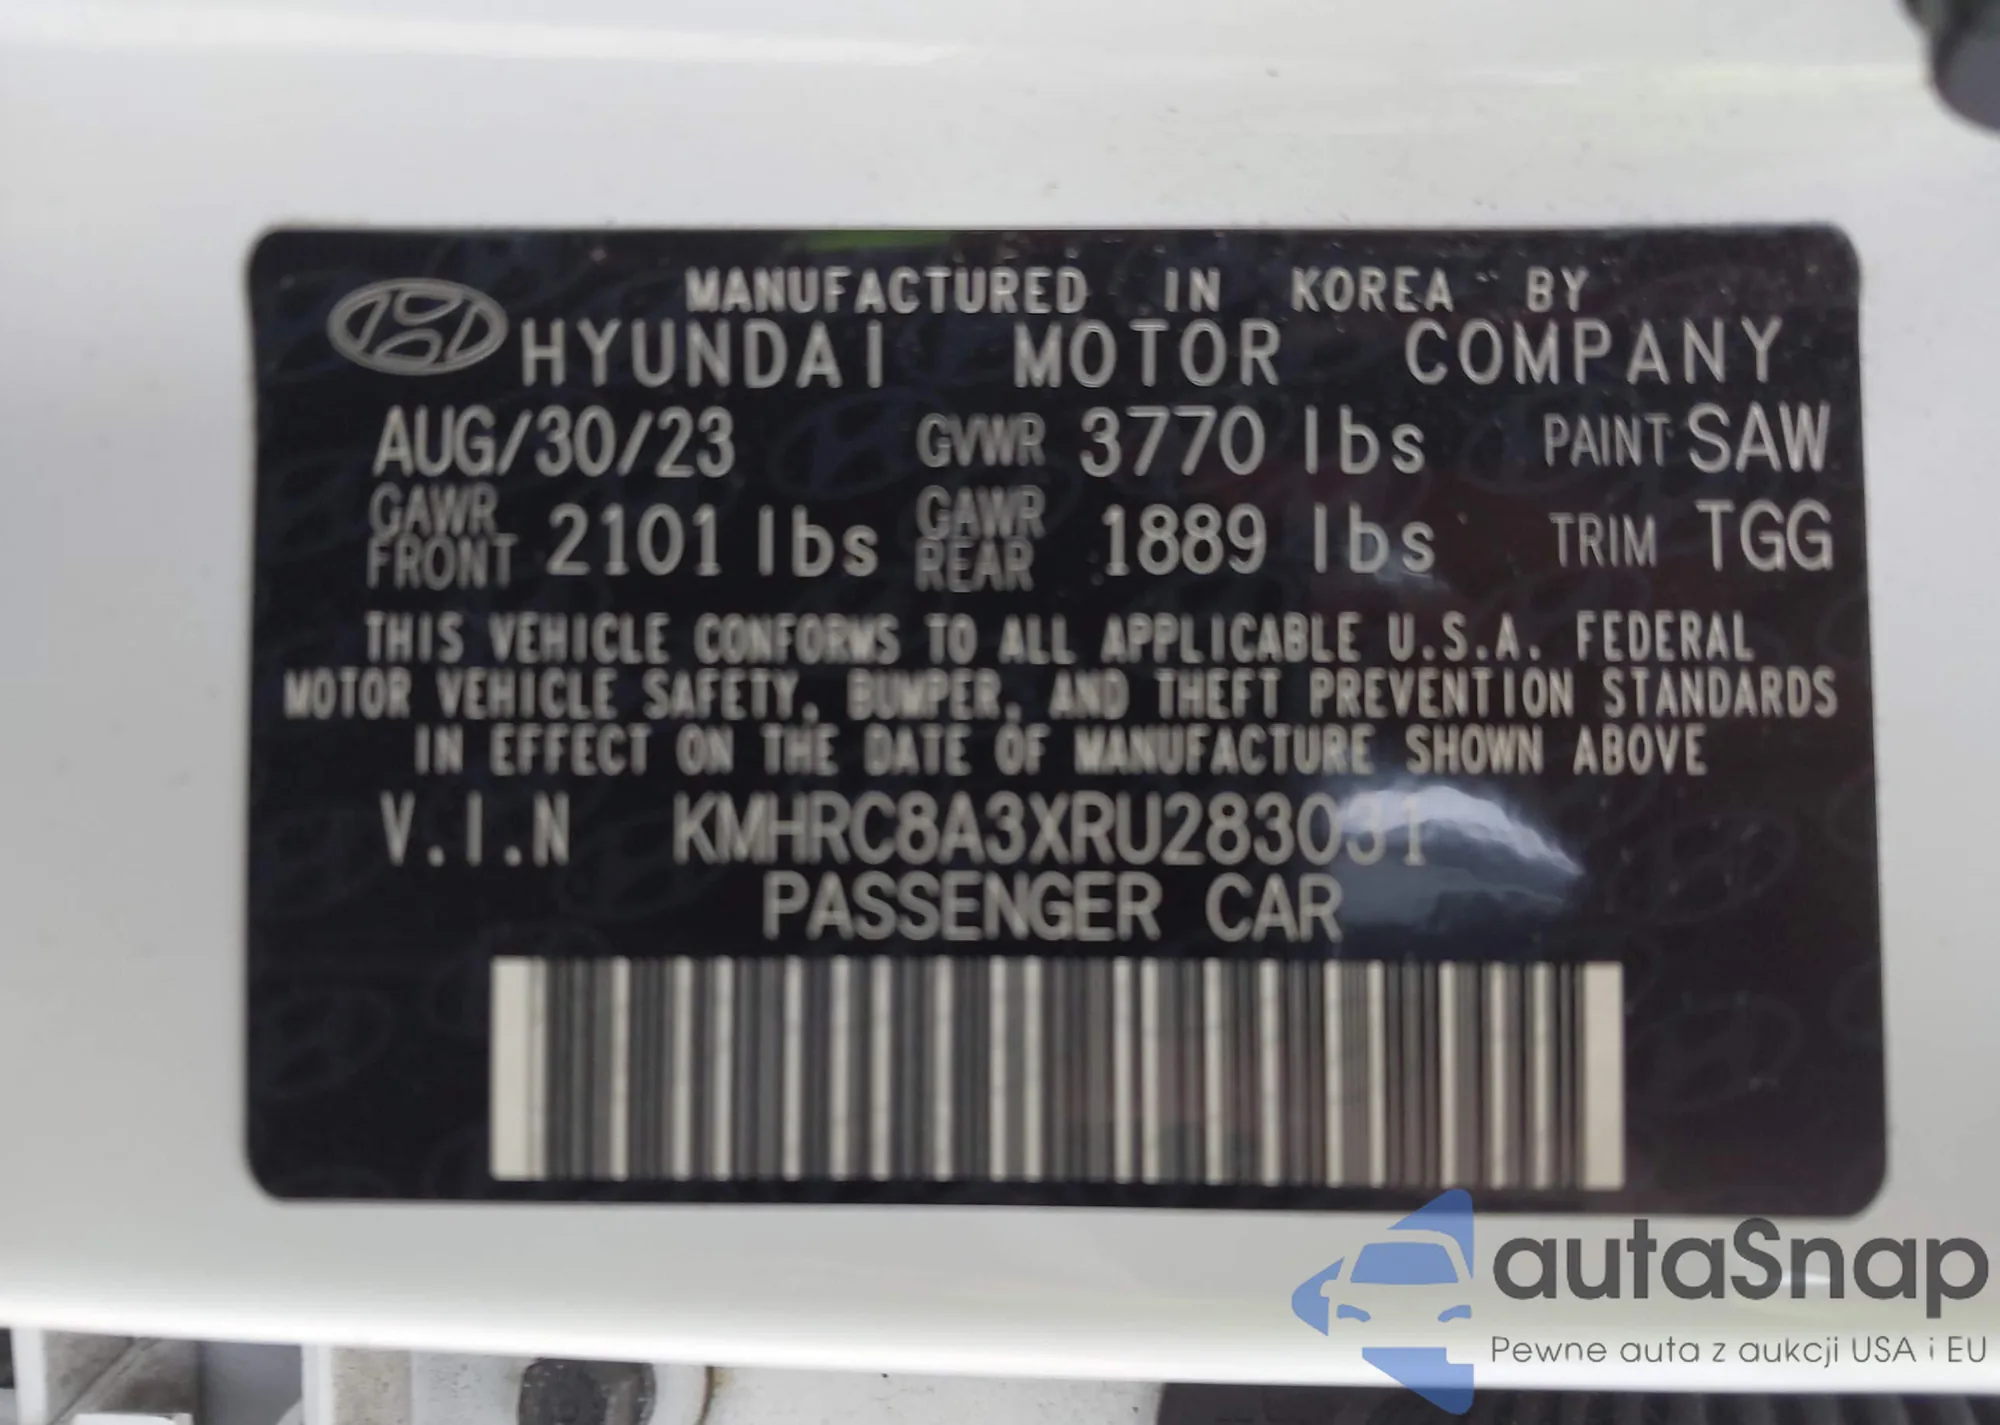 MANUFACTURED IN KOREA BY
HYUNDAI MOTOR COMPANY
AUG/30/23 GVWR 3770 lbs PAINT SAW
GAWR FRONT 2101 lbs GAWR REAR 1889 lbs TRIM TGG
THIS VEHICLE CONFORMS TO ALL APPLICABLE U.S.A. FEDERAL
MOTOR VEHICLE SAFETY, BUMPER, AND THEFT PREVENTION STANDARDS
IN EFFECT ON THE DATE OF MANUFACTURE SHOWN ABOVE
V.I.N KMHRC8A3XRU283031
PASSENGER CAR
autaSnap
Pewne auta z aukcji USA i EU